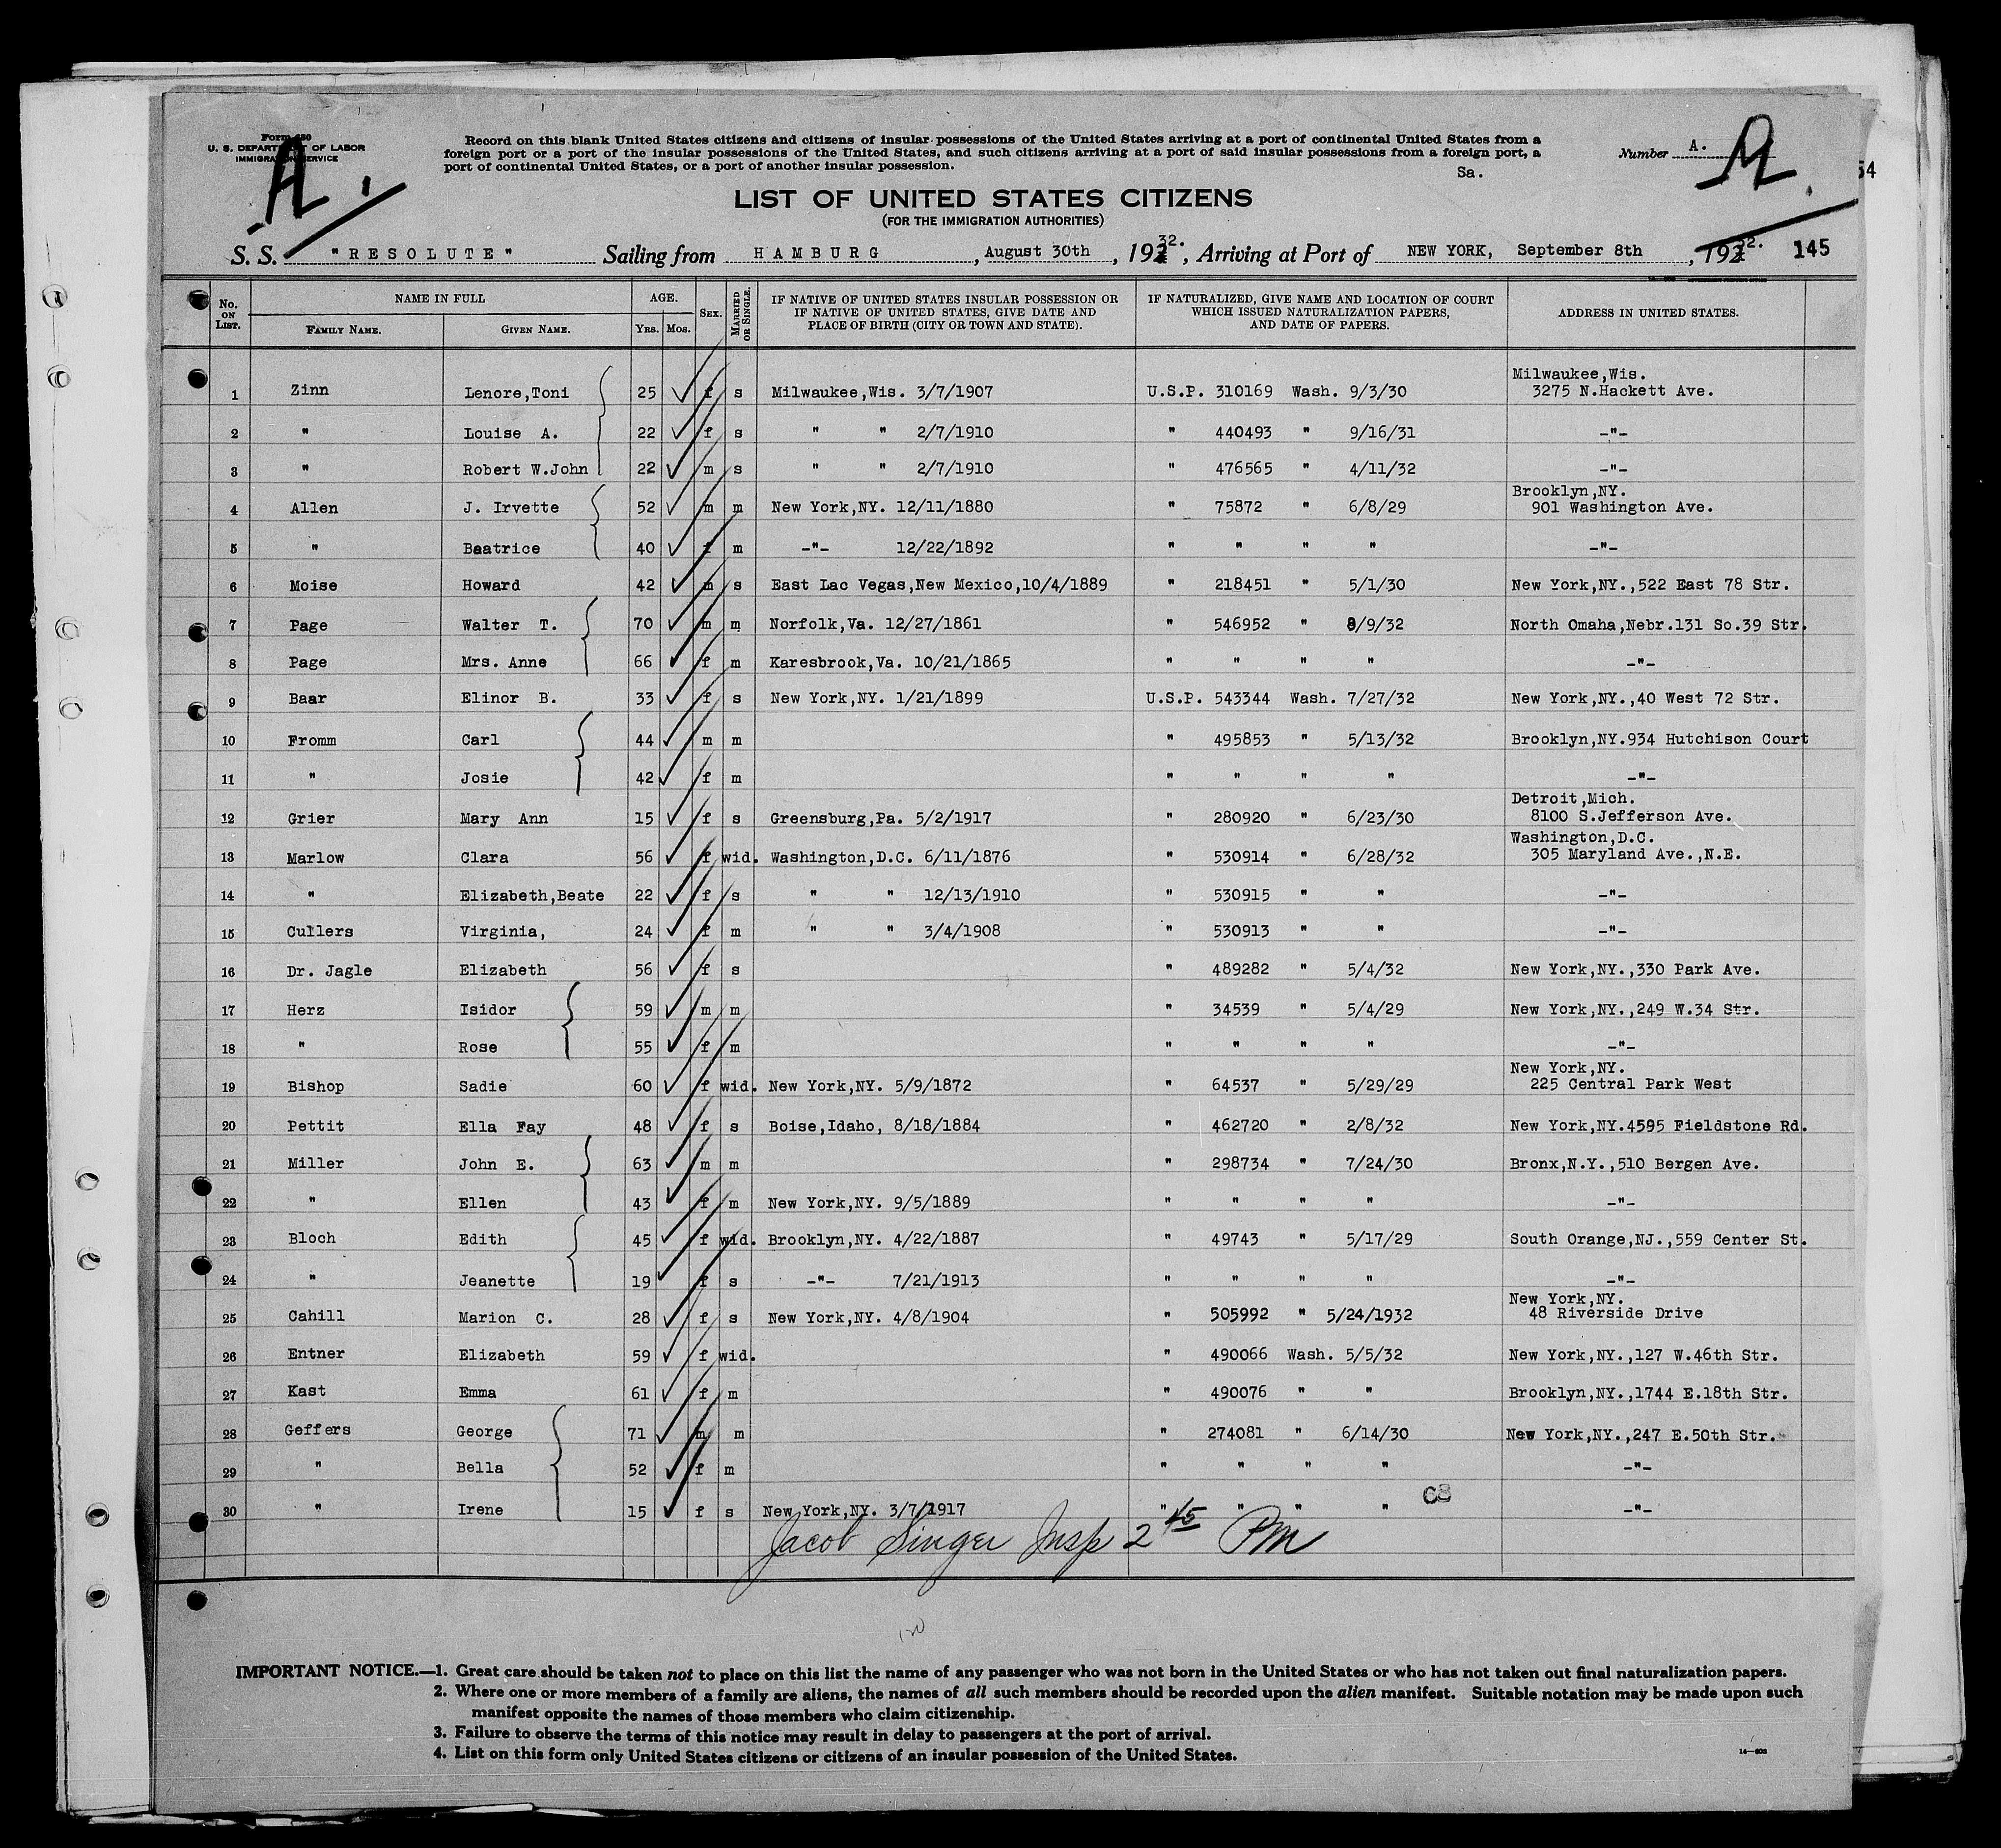 Form 630
U. S. DEPARTMENT OF LABOR
IMMIGRATION SERVICE
A.
Record on this blank United States citizens and citizens of insular possessions of the United States arriving at a port of continental United States from a
foreign port or a port of the insular possessions of the United States, and such citizens arriving at a port of said insular possessions from a foreign port, a
port of continental United States, or a port of another insular possession.
Sa.
Number A.
54
LIST OF UNITED STATES CITIZENS
(FOR THE IMMIGRATION AUTHORITIES)
S. S. "RESOLUTE" Sailing from HAMBURG, August 30th, 1932., Arriving at Port of NEW YORK, September 8th, 1932. 145
No. ON LIST. NAME IN FULL FAMILY NAME. GIVEN NAME. AGE. YRS. MOS. SEX. MARRIED OR SINGLE. IF NATIVE OF UNITED STATES INSULAR POSSESSION OR IF NATIVE OF UNITED STATES, GIVE DATE AND PLACE OF BIRTH (CITY OR TOWN AND STATE). IF NATURALIZED, GIVE NAME AND LOCATION OF COURT WHICH ISSUED NATURALIZATION PAPERS, AND DATE OF PAPERS. ADDRESS IN UNITED STATES.
1 Zinn Lenore,Toni 25 f s Milwaukee,Wis. 3/7/1907 U.S.P. 310169 Wash. 9/3/30 Milwaukee,Wis. 3275 N.Hackett Ave.
2 " Louise A. 22 f s " " 2/7/1910 " 440493 " 9/16/31 -"-
3 " Robert W.John 22 m s " " 2/7/1910 " 476565 " 4/11/32 -"-
4 Allen J. Irvette 52 m m New York,NY. 12/11/1880 " 75872 " 6/8/29 Brooklyn,NY. 901 Washington Ave.
5 " Beatrice 40 f m -"- 12/22/1892 " " " " -"-
6 Moise Howard 42 m s East Lac Vegas,New Mexico,10/4/1889 " 218451 " 5/1/30 New York,NY.,522 East 78 Str.
7 Page Walter T. 70 m m Norfolk,Va. 12/27/1861 " 546952 " 8/9/32 North Omaha,Nebr.131 So.39 Str.
8 Page Mrs. Anne 66 f m Karesbrook,Va. 10/21/1865 " " " " -"-
9 Baar Elinor B. 33 f s New York,NY. 1/21/1899 U.S.P. 543344 Wash. 7/27/32 New York,NY.,40 West 72 Str.
10 Fromm Carl 44 m m " 495853 " 5/13/32 Brooklyn,NY.934 Hutchison Court
11 " Josie 42 f m " " " " -"-
12 Grier Mary Ann 15 f s Greensburg,Pa. 5/2/1917 " 280920 " 6/23/30 Detroit,Mich. 8100 S.Jefferson Ave.
13 Marlow Clara 56 f wid. Washington,D.C. 6/11/1876 " 530914 " 6/28/32 Washington,D.C. 305 Maryland Ave.,N.E.
14 " Elizabeth,Beate 22 f s " " 12/13/1910 " 530915 " " -"-
15 Cullers Virginia, 24 f m " " 3/4/1908 " 530913 " " -"-
16 Dr. Jagle Elizabeth 56 f s " 489282 " 5/4/32 New York,NY.,330 Park Ave.
17 Herz Isidor 59 m m " 34539 " 5/4/29 New York,NY.,249 W.34 Str.
18 " Rose 55 f m " " " " -"-
19 Bishop Sadie 60 f wid. New York,NY. 5/9/1872 " 64537 " 5/29/29 New York,NY. 225 Central Park West
20 Pettit Ella Fay 48 f s Boise,Idaho, 8/18/1884 " 462720 " 2/8/32 New York,NY.4595 Fieldstone Rd.
21 Miller John E. 63 m m " 298734 " 7/24/30 Bronx,N.Y.,510 Bergen Ave.
22 " Ellen 43 f m New York,NY. 9/5/1889 " " " " -"-
23 Bloch Edith 45 f wid. Brooklyn,NY. 4/22/1887 " 49743 " 5/17/29 South Orange,NJ.,559 Center St.
24 " Jeanette 19 f s -"- 7/21/1913 " " " " -"-
25 Cahill Marion C. 28 f s New York,NY. 4/8/1904 " 505992 " 5/24/1932 New York,NY. 48 Riverside Drive
26 Entner Elizabeth 59 f wid. " 490066 Wash. 5/5/32 New York,NY.,127 W.46th Str.
27 Kast Emma 61 f m " 490076 " " Brooklyn,NY.,1744 E.18th Str.
28 Geffers George 71 m m " 274081 " 6/14/30 New York,NY.,247 E.50th Str.
29 " Bella 52 f m " " " " -"-
30 " Irene 15 f s New York,NY. 3/7/1917 " " " " 68 -"-
Jacob Singer Insp 2 45 PM
120
IMPORTANT NOTICE.—1. Great care should be taken not to place on this list the name of any passenger who was not born in the United States or who has not taken out final naturalization papers.
2. Where one or more members of a family are aliens, the names of all such members should be recorded upon the alien manifest. Suitable notation may be made upon such
manifest opposite the names of those members who claim citizenship.
3. Failure to observe the terms of this notice may result in delay to passengers at the port of arrival.
4. List on this form only United States citizens or citizens of an insular possession of the United States.